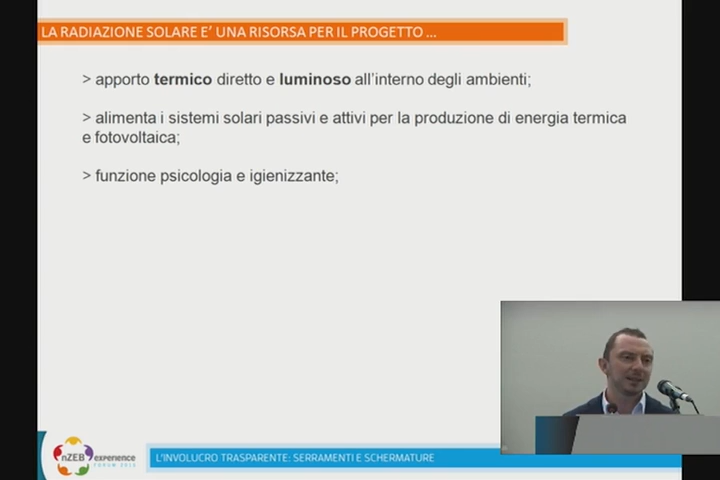 LA RADIAZIONE SOLARE E' UNA RISORSA PER IL PROGETTO ...
> apporto termico diretto e luminoso all'interno degli ambienti;
> alimenta i sistemi solari passivi e attivi per la produzione di energia termica
e fotovoltaica;
> funzione psicologia e igienizzante;
nZEB experience
L'INVOLUCRO TRASPARENTE: SERRAMENTI E SCHERMATURE